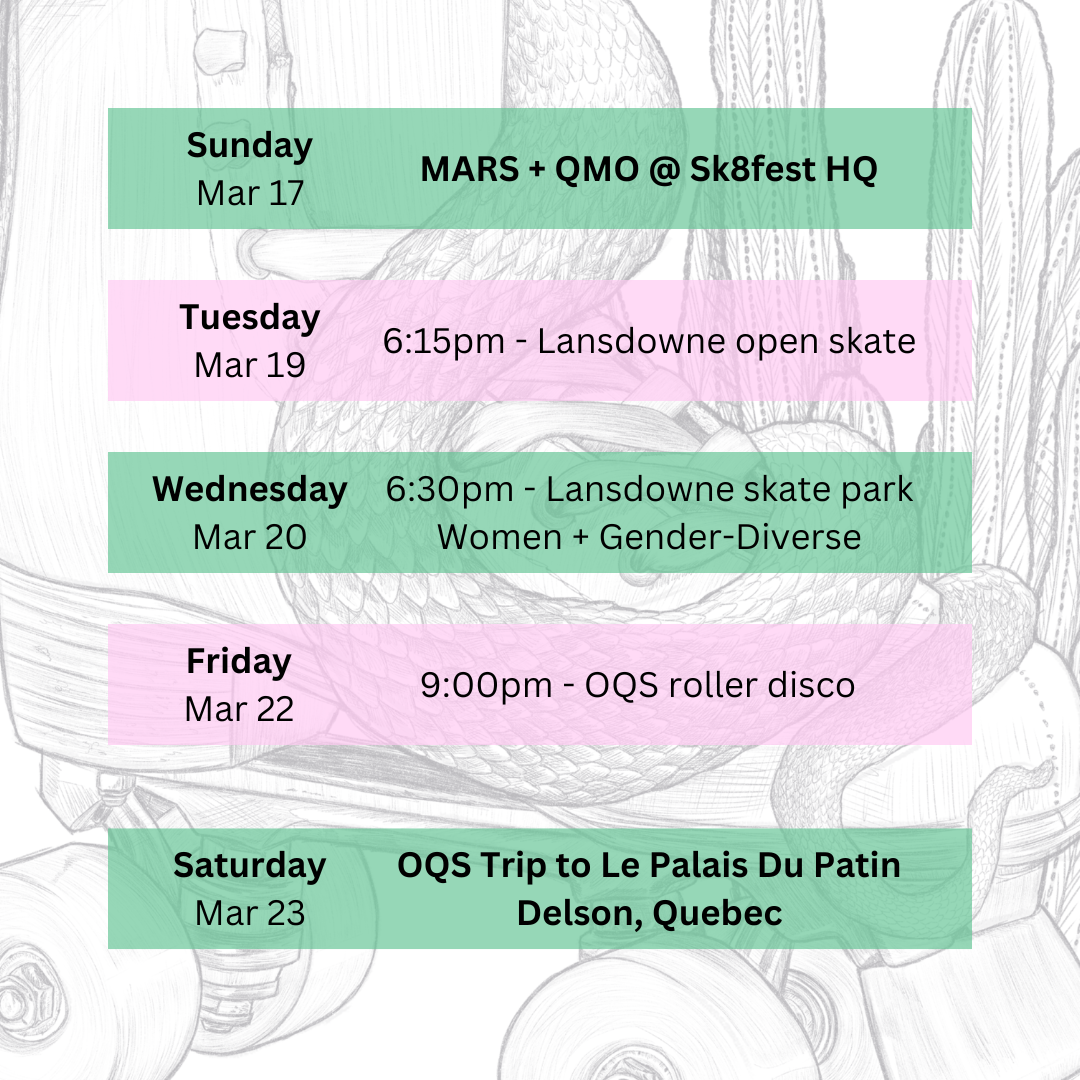 Sunday
Mar 17
MARS + QMO @ Sk8fest HQ
Tuesday
Mar 19
6:15pm - Lansdowne open skate
Wednesday
Mar 20
6:30pm - Lansdowne skate park
Women + Gender-Diverse
Friday
Mar 22
9:00pm - OQS roller disco
Saturday
Mar 23
OQS Trip to Le Palais Du Patin
Delson, Quebec